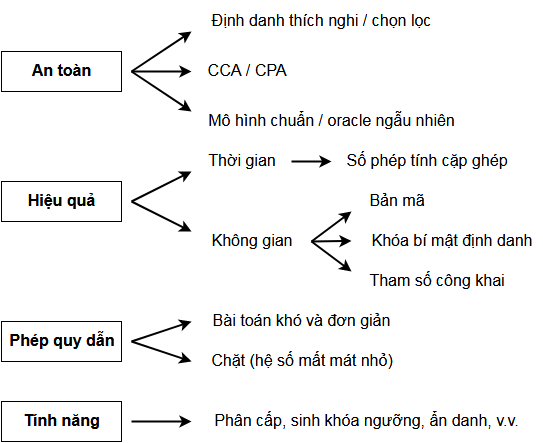 Định danh thích nghi / chọn lọc
An toàn
CCA / CPA
Mô hình chuẩn / oracle ngẫu nhiên
Thời gian
Số phép tính cặp ghép
Hiệu quả
Bản mã
Không gian
Khóa bí mật định danh
Tham số công khai
Phép quy dẫn
Bài toán khó và đơn giản
Chặt (hệ số mất mát nhỏ)
Tính năng
Phân cấp, sinh khóa ngưỡng, ẩn danh, v.v.